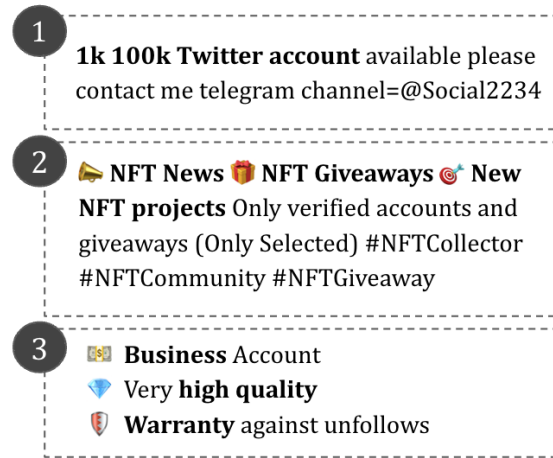 1
1k 100k Twitter account available please
contact me telegram channel=@Social2234
2
📣 NFT News 🎁 NFT Giveaways 🎯 New
NFT projects Only verified accounts and
giveaways (Only Selected) #NFTCollector
#NFTCommunity #NFTGiveaway
3
💵 Business Account
💎 Very high quality
🛡 Warranty against unfollows